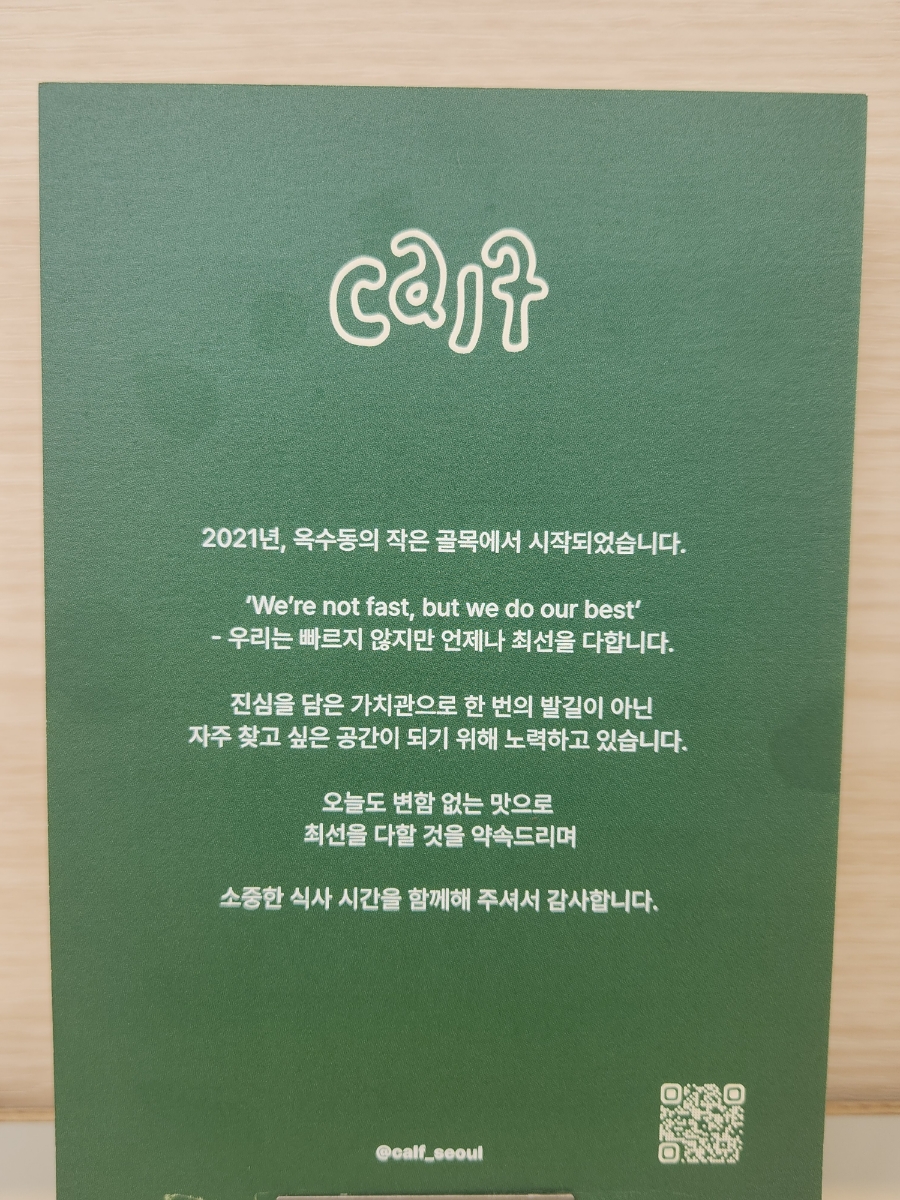 calf
2021년, 옥수동의 작은 골목에서 시작되었습니다.
‘We’re not fast, but we do our best’
- 우리는 빠르지 않지만 언제나 최선을 다합니다.
진심을 담은 가치관으로 한 번의 발길이 아닌
자주 찾고 싶은 공간이 되기 위해 노력하고 있습니다.
오늘도 변함 없는 맛으로
최선을 다할 것을 약속드리며
소중한 식사 시간을 함께해 주셔서 감사합니다.
@calf_seoul